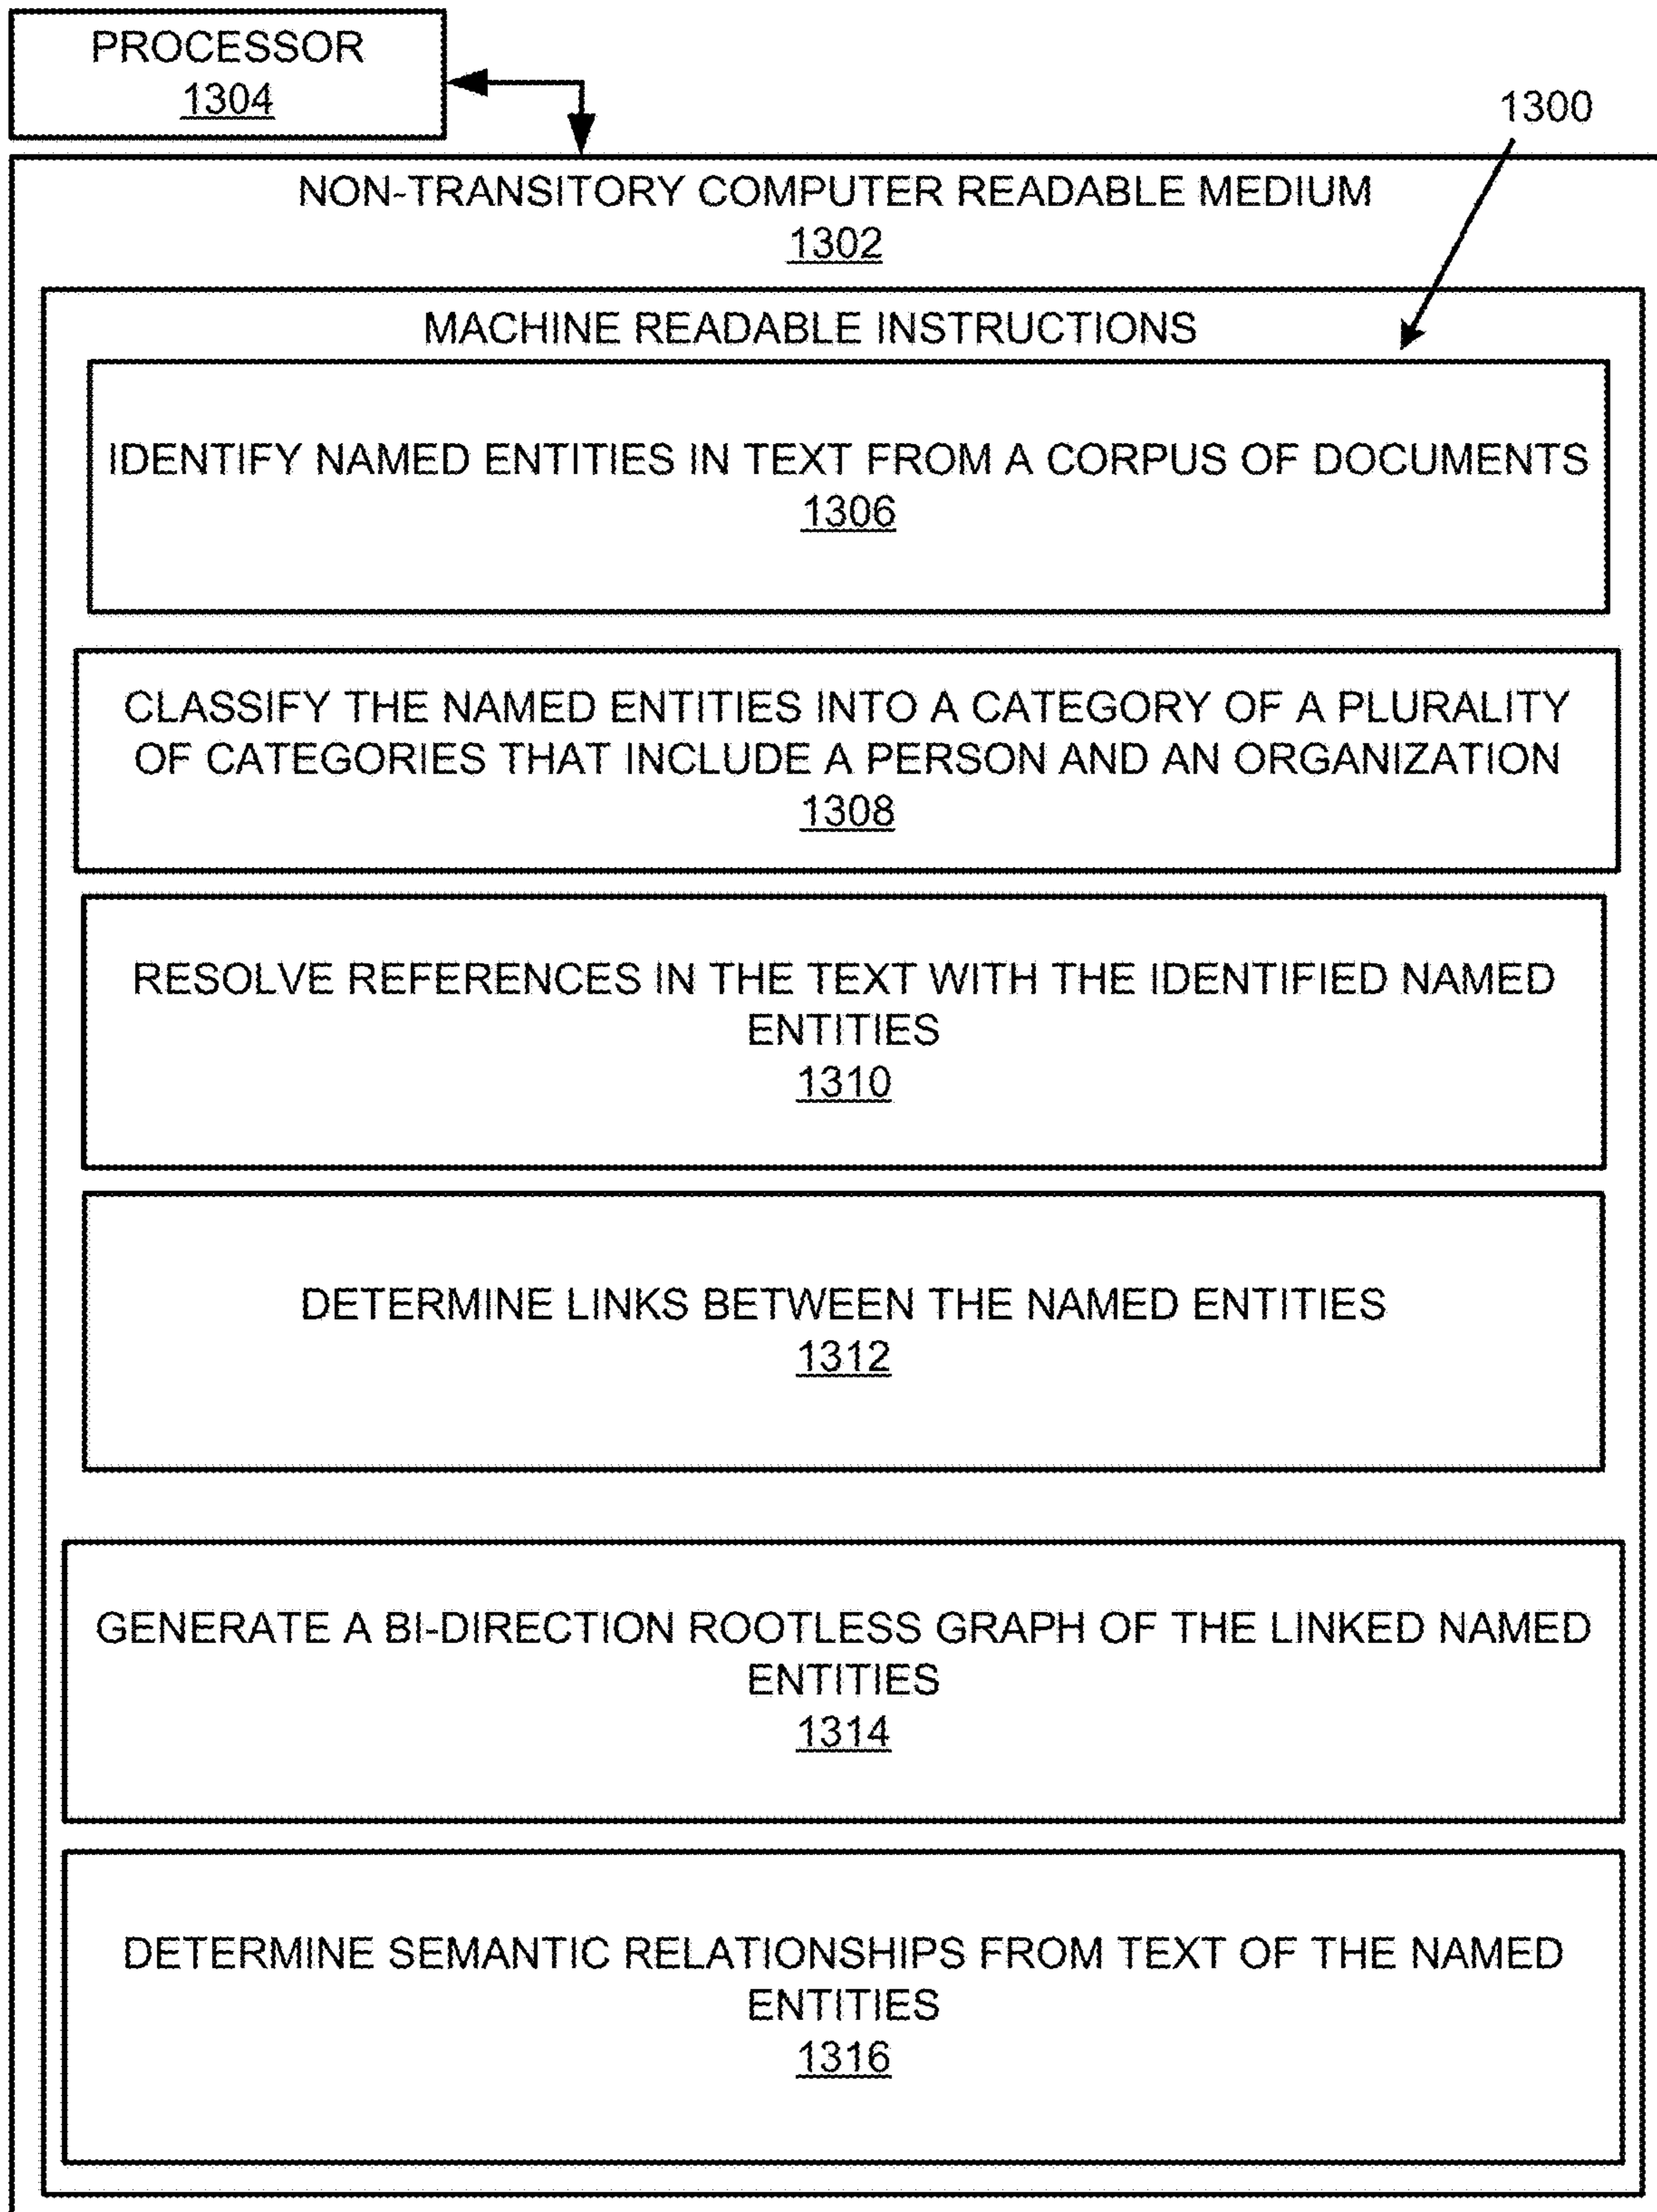 PROCESSOR
1304
1300
NON-TRANSITORY COMPUTER READABLE MEDIUM
1302
MACHINE READABLE INSTRUCTIONS
IDENTIFY NAMED ENTITIES IN TEXT FROM A CORPUS OF DOCUMENTS
1306
CLASSIFY THE NAMED ENTITIES INTO A CATEGORY OF A PLURALITY
OF CATEGORIES THAT INCLUDE A PERSON AND AN ORGANIZATION
1308
RESOLVE REFERENCES IN THE TEXT WITH THE IDENTIFIED NAMED
ENTITIES
1310
DETERMINE LINKS BETWEEN THE NAMED ENTITIES
1312
GENERATE A BI-DIRECTION ROOTLESS GRAPH OF THE LINKED NAMED
ENTITIES
1314
DETERMINE SEMANTIC RELATIONSHIPS FROM TEXT OF THE NAMED
ENTITIES
1316